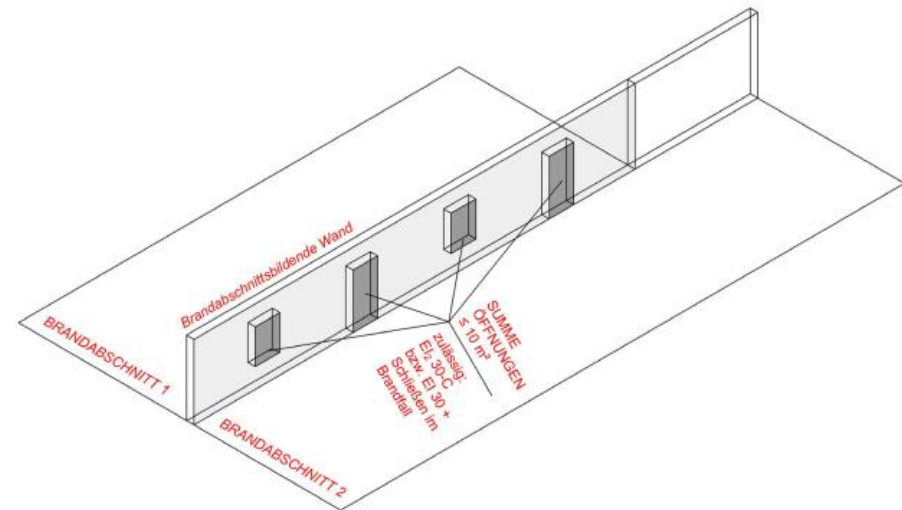 Brandabschnittsbildende Wand
BRANDABSCHNITT 1
BRANDABSCHNITT 2
SUMME
ÖFFNUNGEN
≤ 10 m²
zulässig:
EI₂ 30-C
bzw. EI 30 +
Schließen im
Brandfall